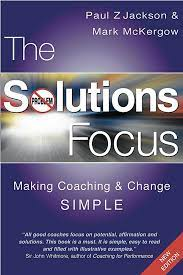 Paul Z Jackson &
Mark McKergow
The
Solutions
PROBLEM
Focus
Making Coaching & Change
SIMPLE
"All good coaches focus on potential, affirmation and
solutions. This book is a must. It is simple, easy to read
and filled with illustrative examples."
Sir John Whitmore, author of Coaching for Performance
NEW
EDITION